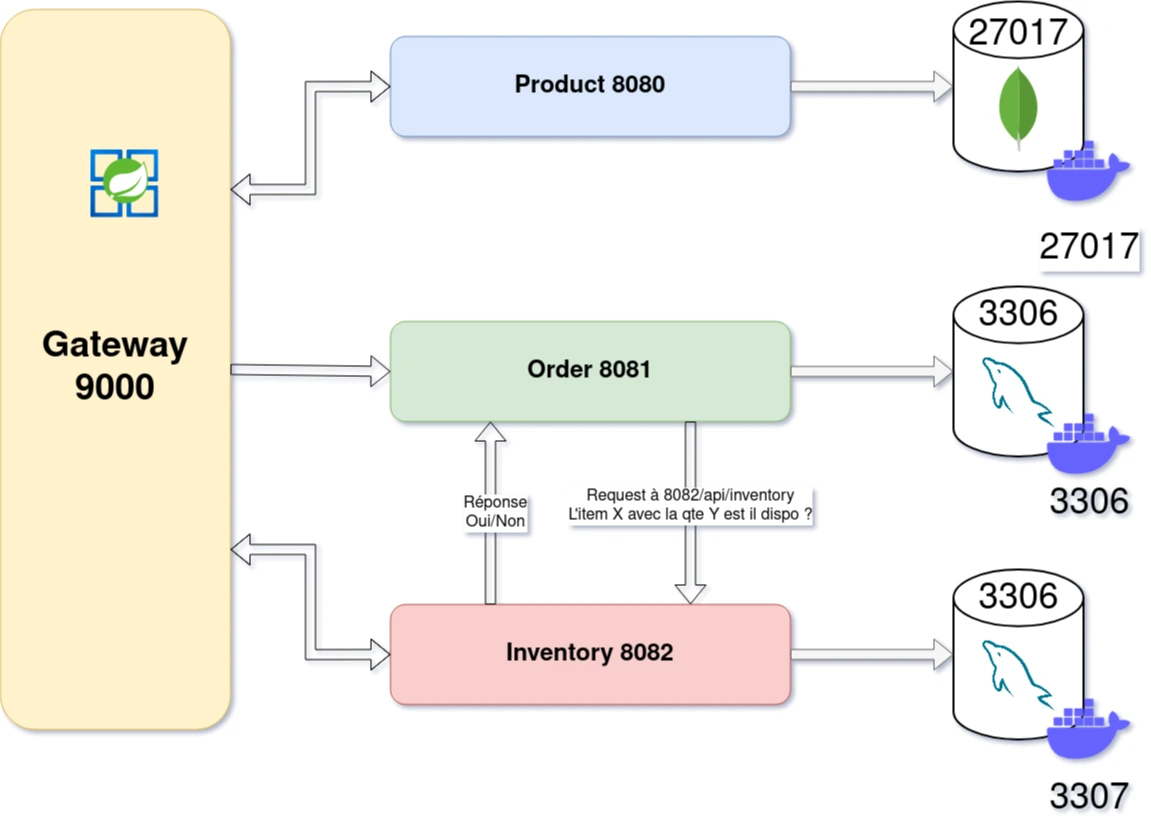 27017
Product 8080
27017
Gateway
9000
3306
Order 8081
3306
Réponse
Oui/Non
Request à 8082/api/inventory
L'item X avec la qte Y est il dispo ?
3306
Inventory 8082
3307